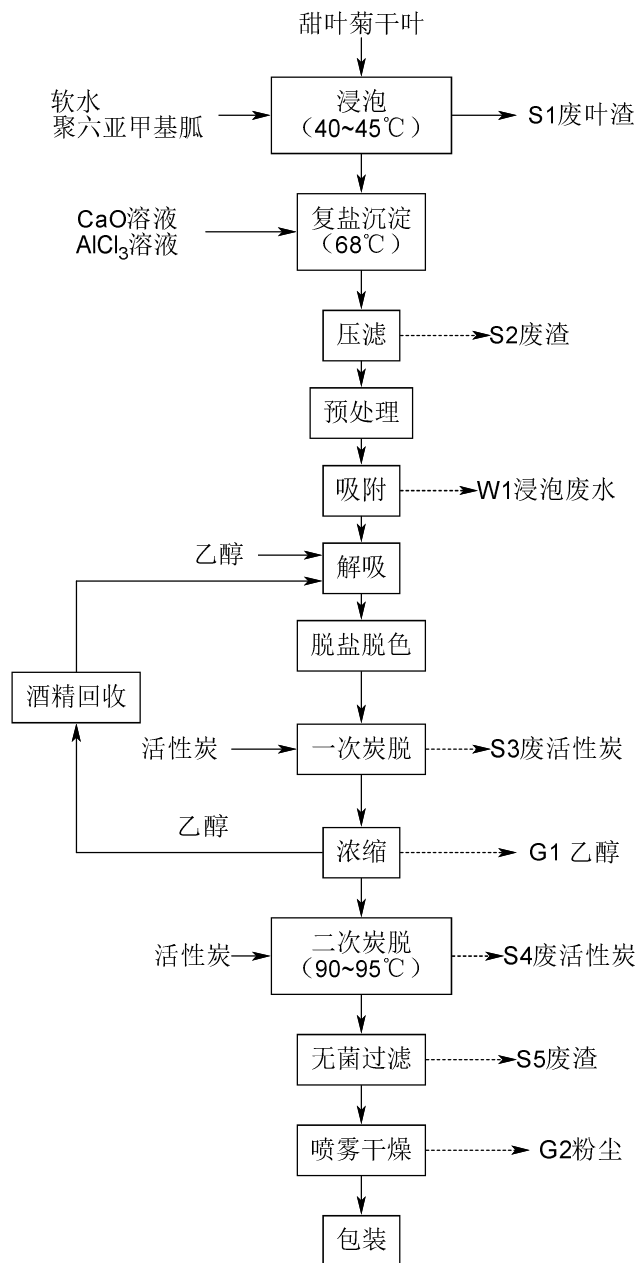 甜叶菊干叶
软水
聚六亚甲基胍
浸泡
（40~45℃）
S1废叶渣
CaO溶液
AlCl₃溶液
复盐沉淀
（68℃）
压滤
S2废渣
预处理
吸附
W1浸泡废水
乙醇
解吸
脱盐脱色
酒精回收
活性炭
一次炭脱
S3废活性炭
乙醇
浓缩
G1 乙醇
活性炭
二次炭脱
（90~95℃）
S4废活性炭
无菌过滤
S5废渣
喷雾干燥
G2粉尘
包装